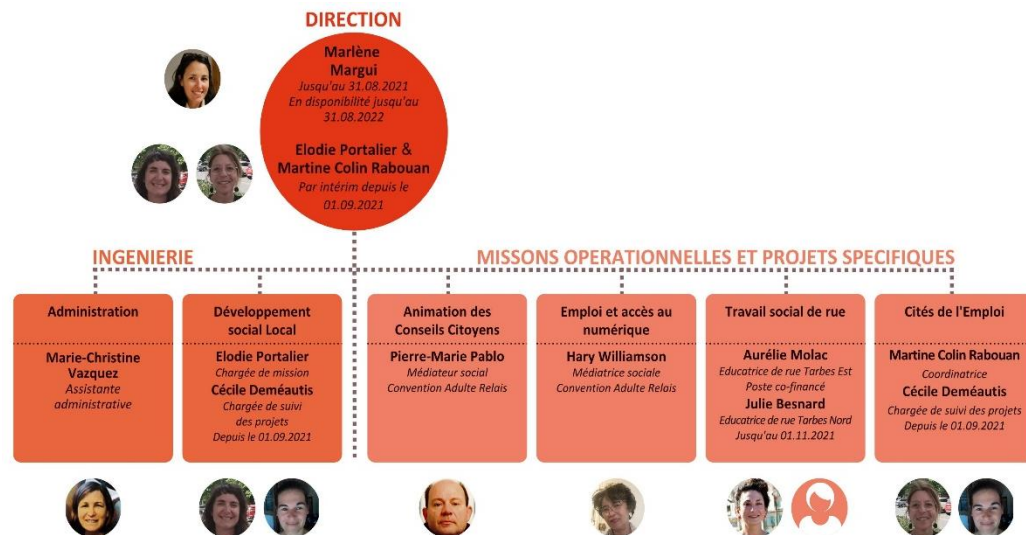 DIRECTION
Marlène
Margui
Jusqu'au 31.08.2021
En disponibilité jusqu'au
31.08.2022
Elodie Portalier &
Martine Colin Rabouan
Par intérim depuis le
01.09.2021
INGENIERIE
MISSONS OPERATIONNELLES ET PROJETS SPECIFIQUES
Administration
Marie-Christine
Vazquez
Assistante
administrative
Développement
social Local
Elodie Portalier
Chargée de mission
Cécile Deméautis
Chargée de suivi
des projets
Depuis le 01.09.2021
Animation des
Conseils Citoyens
Pierre-Marie Pablo
Médiateur social
Convention Adulte Relais
Emploi et accès au
numérique
Hary Williamson
Médiatrice sociale
Convention Adulte Relais
Travail social de rue
Aurélie Molac
Educatrice de rue Tarbes Est
Poste co-financé
Julie Besnard
Educatrice de rue Tarbes Nord
Jusqu'au 01.11.2021
Cités de l'Emploi
Martine Colin Rabouan
Coordinatrice
Cécile Deméautis
Chargée de suivi des projets
Depuis le 01.09.2021